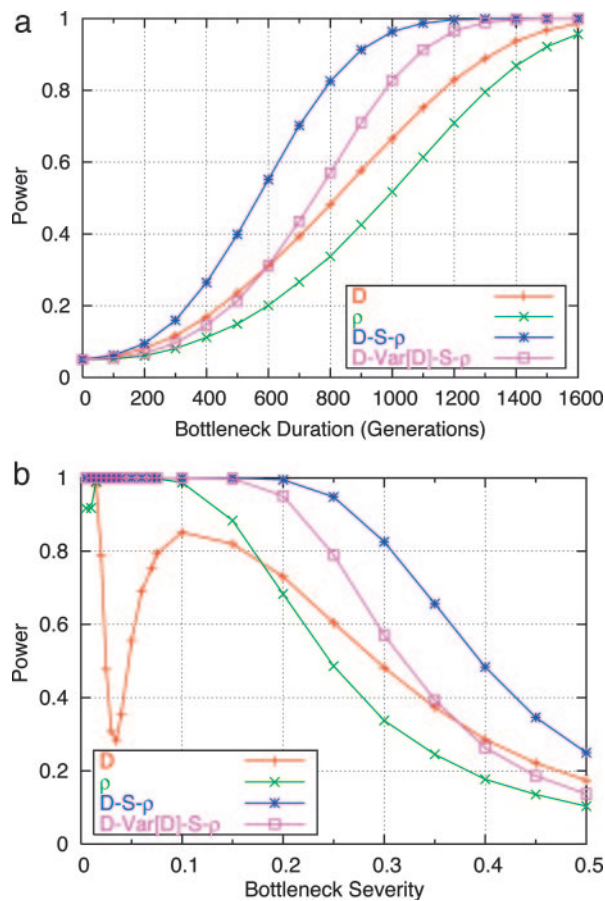 a
1
0.8
0.6
0.4
0.2
0
Power
0 200 400 600 800 1000 1200 1400 1600
Bottleneck Duration (Generations)
D
ρ
D-S-ρ
D-Var[D]-S-ρ
b
1
0.8
0.6
0.4
0.2
0
Power
0 0.1 0.2 0.3 0.4 0.5
Bottleneck Severity
D
ρ
D-S-ρ
D-Var[D]-S-ρ